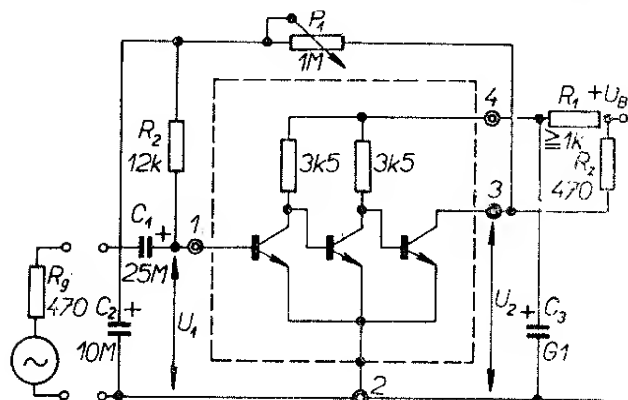 P1
1M
4
R1
+UB
≧1k
R2
12k
3k5
3k5
Rz
470
3
C1
+
1
25M
Rg
470
C2
+
10M
U1
U2
+
C3
G1
2